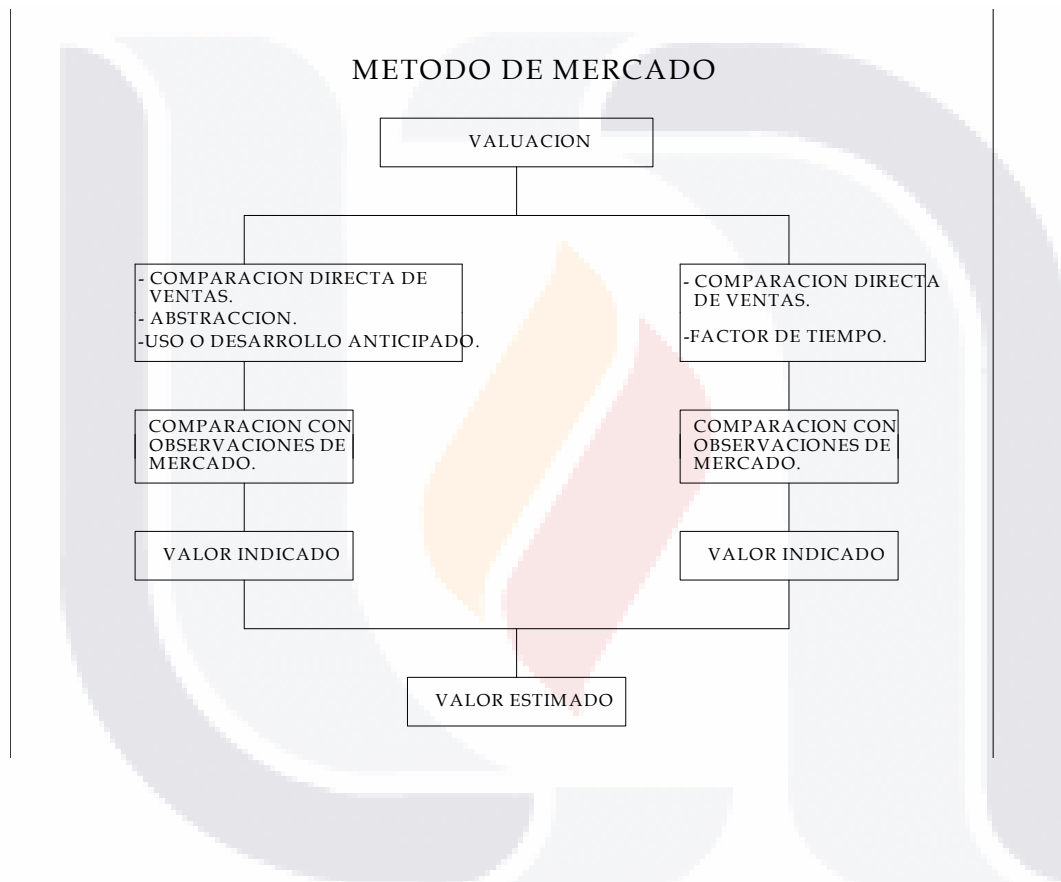 METODO DE MERCADO
VALUACION
- COMPARACION DIRECTA DE
VENTAS.
- ABSTRACCION.
-USO O DESARROLLO ANTICIPADO.
- COMPARACION DIRECTA
DE VENTAS.
-FACTOR DE TIEMPO.
COMPARACION CON
OBSERVACIONES DE
MERCADO.
COMPARACION CON
OBSERVACIONES DE
MERCADO.
VALOR INDICADO
VALOR INDICADO
VALOR ESTIMADO